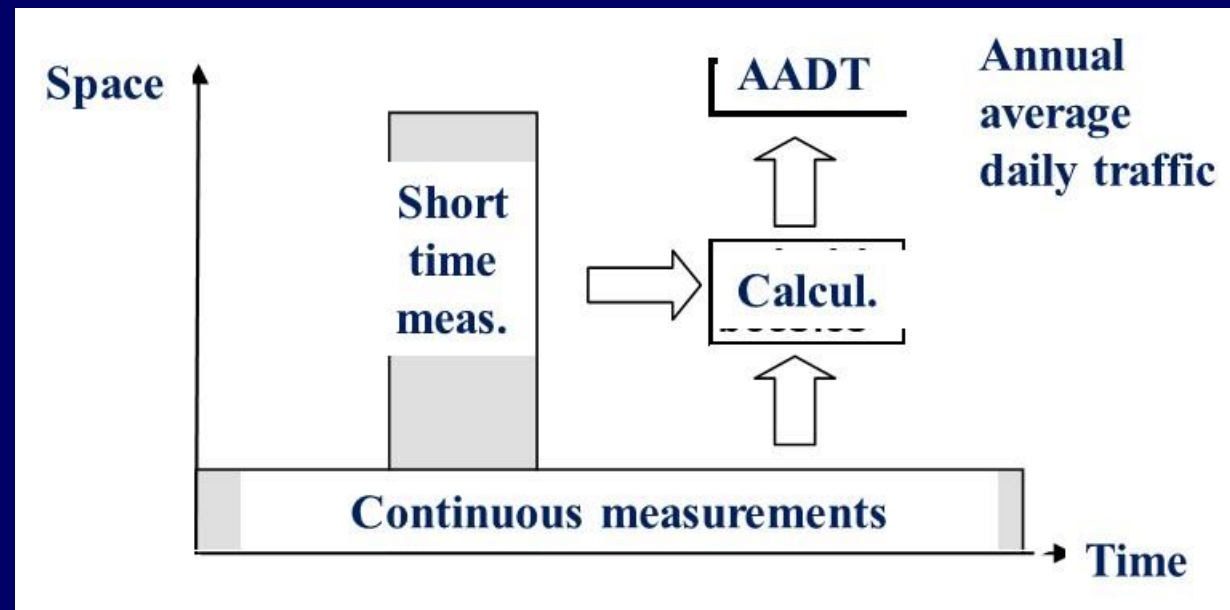 Space
AADT
Annual
average
daily traffic
Short
time
meas.
Calcul.
Continuous measurements
Time